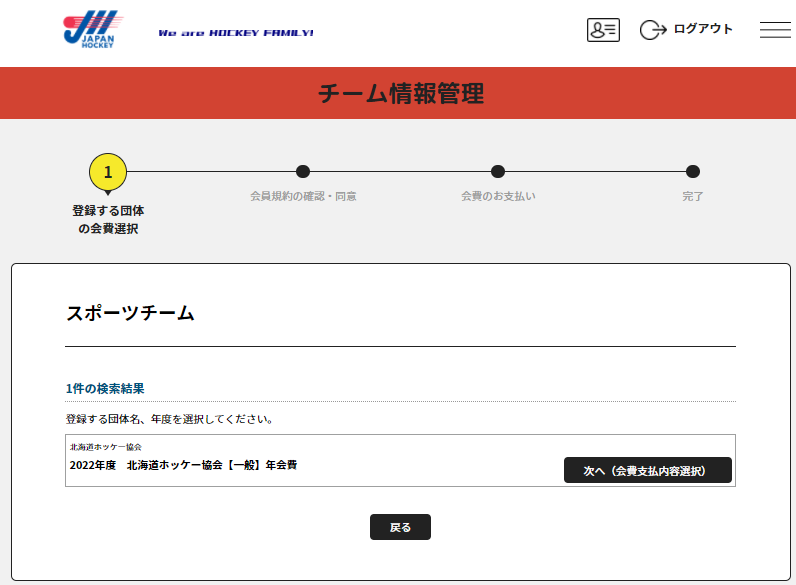 JAPAN
HOCKEY
We are HOCKEY FAMILY!
ログアウト
チーム情報管理
1
登録する団体
の会費選択
会員規約の確認・同意
会費のお支払い
完了
スポーツチーム
1件の検索結果
登録する団体名、年度を選択してください。
北海道ホッケー協会
2022年度　北海道ホッケー協会【一般】年会費
次へ（会費支払内容選択）
戻る